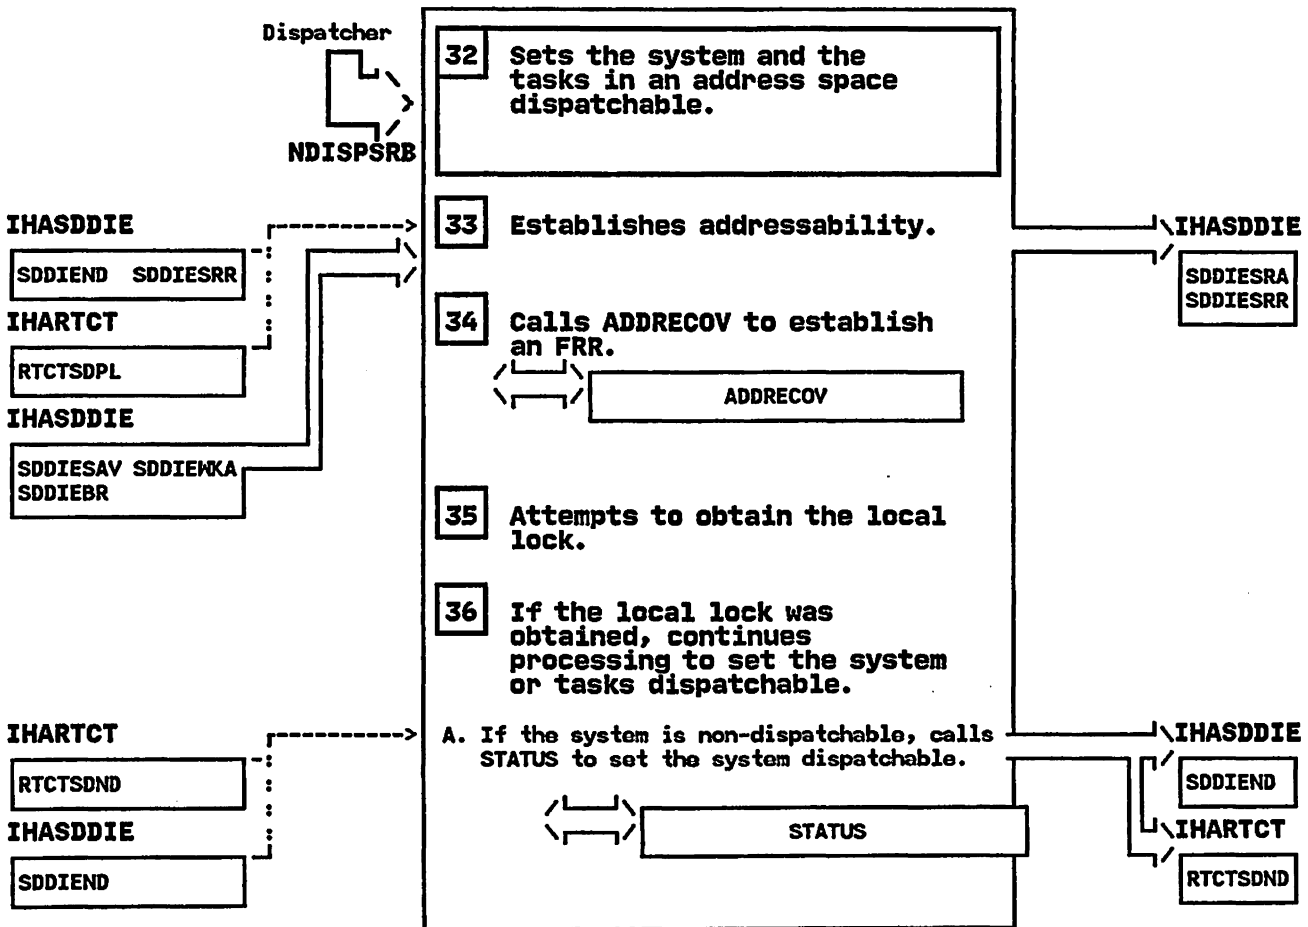 Dispatcher
NDISPSRB
32 Sets the system and the
tasks in an address space
dispatchable.
IHASDDIE
SDDIEND SDDIESRR
IHARTCT
RTCTSDPL
IHASDDIE
SDDIESAV SDDIEWKA
SDDIEBR
33 Establishes addressability.
IHASDDIE
SDDIESRA
SDDIESRR
34 Calls ADDRECOV to establish
an FRR.
ADDRECOV
35 Attempts to obtain the local
lock.
36 If the local lock was
obtained, continues
processing to set the system
or tasks dispatchable.
IHARTCT
RTCTSDND
IHASDDIE
SDDIEND
A. If the system is non-dispatchable, calls
STATUS to set the system dispatchable.
STATUS
IHASDDIE
SDDIEND
IHARTCT
RTCTSDND